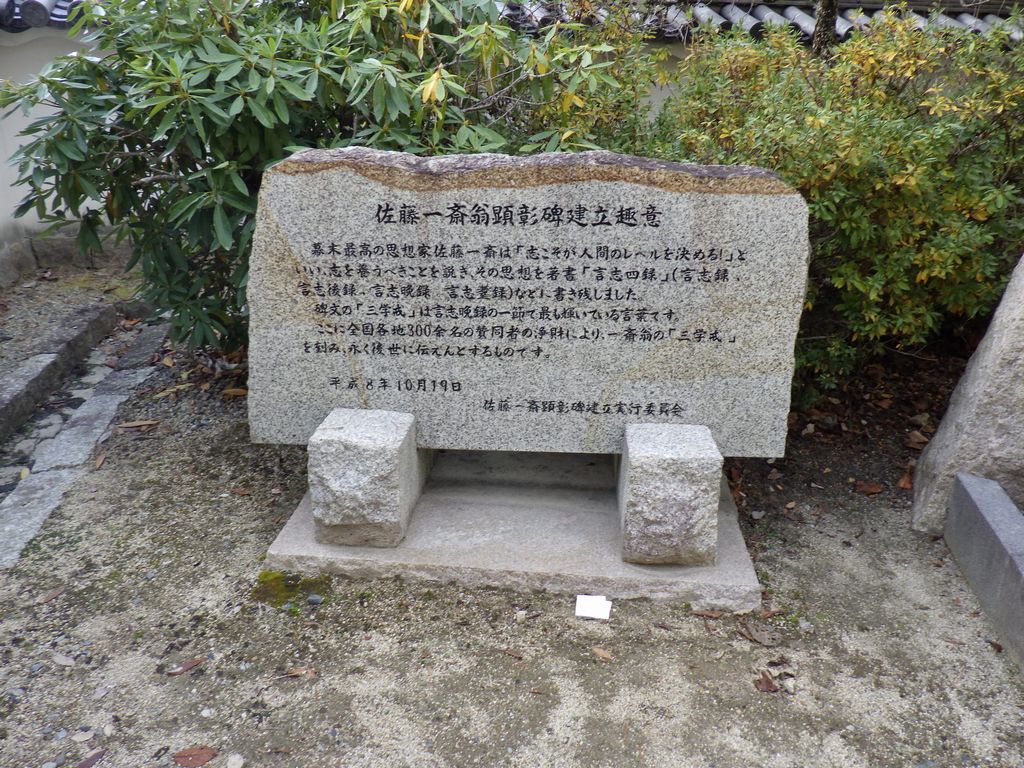 佐藤一斎翁顕彰碑建立趣意
幕末最高の思想家佐藤一斎は「志こそが人間のレベルを決める!」と
いい、志を養うべきことを説き、その思想を著書「言志四録」(言志録、
言志後録、言志晩録、言志耋録)などに書き残しました。
碑文の「三学戒」は言志晩録の一節で最も輝いている言葉です。
ここに全国各地300余名の賛同者の浄財により、一斎翁の「三学戒」
を刻み、永く後世に伝えんとするものです。
平成8年10月19日
佐藤一斎顕彰碑建立実行委員会